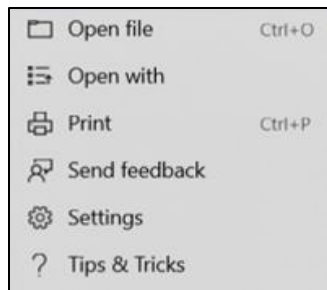 Open file Ctrl+O
Open with
Print Ctrl+P
Send feedback
Settings
? Tips & Tricks